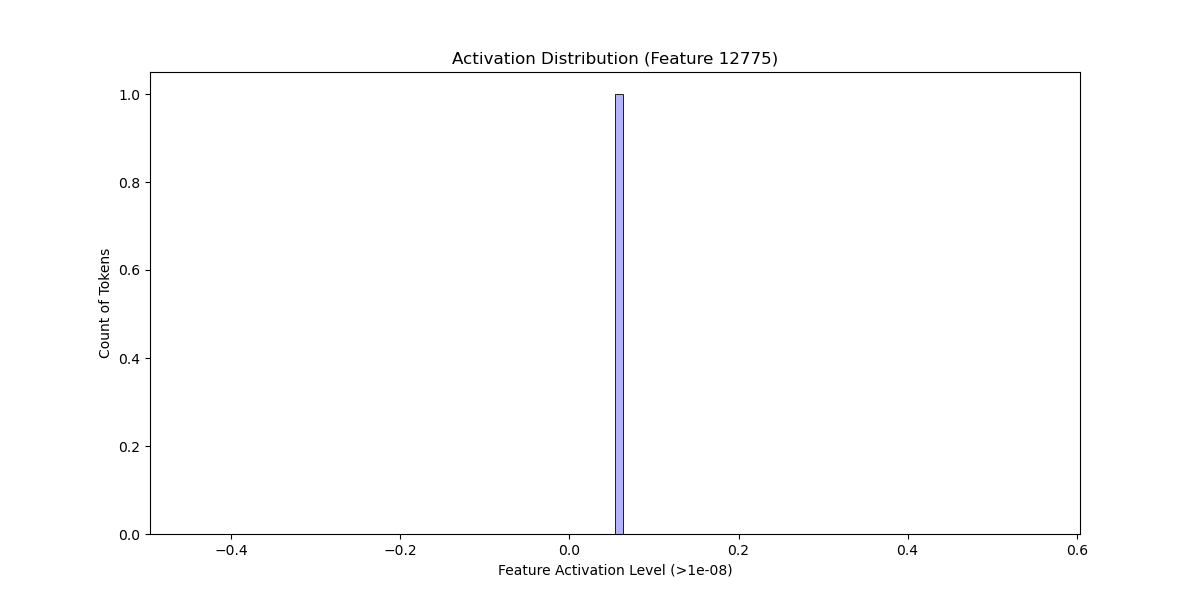 Activation Distribution (Feature 12775)
1.0
0.8
0.6
0.4
0.2
0.0
Count of Tokens
−0.4 −0.2 0.0 0.2 0.4 0.6
Feature Activation Level (>1e-08)